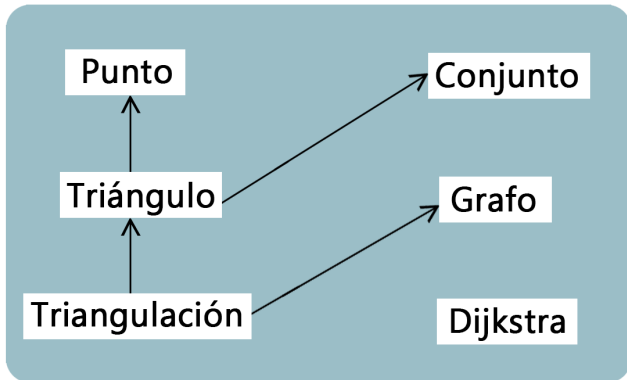 Punto
Conjunto
Triángulo
Grafo
Triangulación
Dijkstra